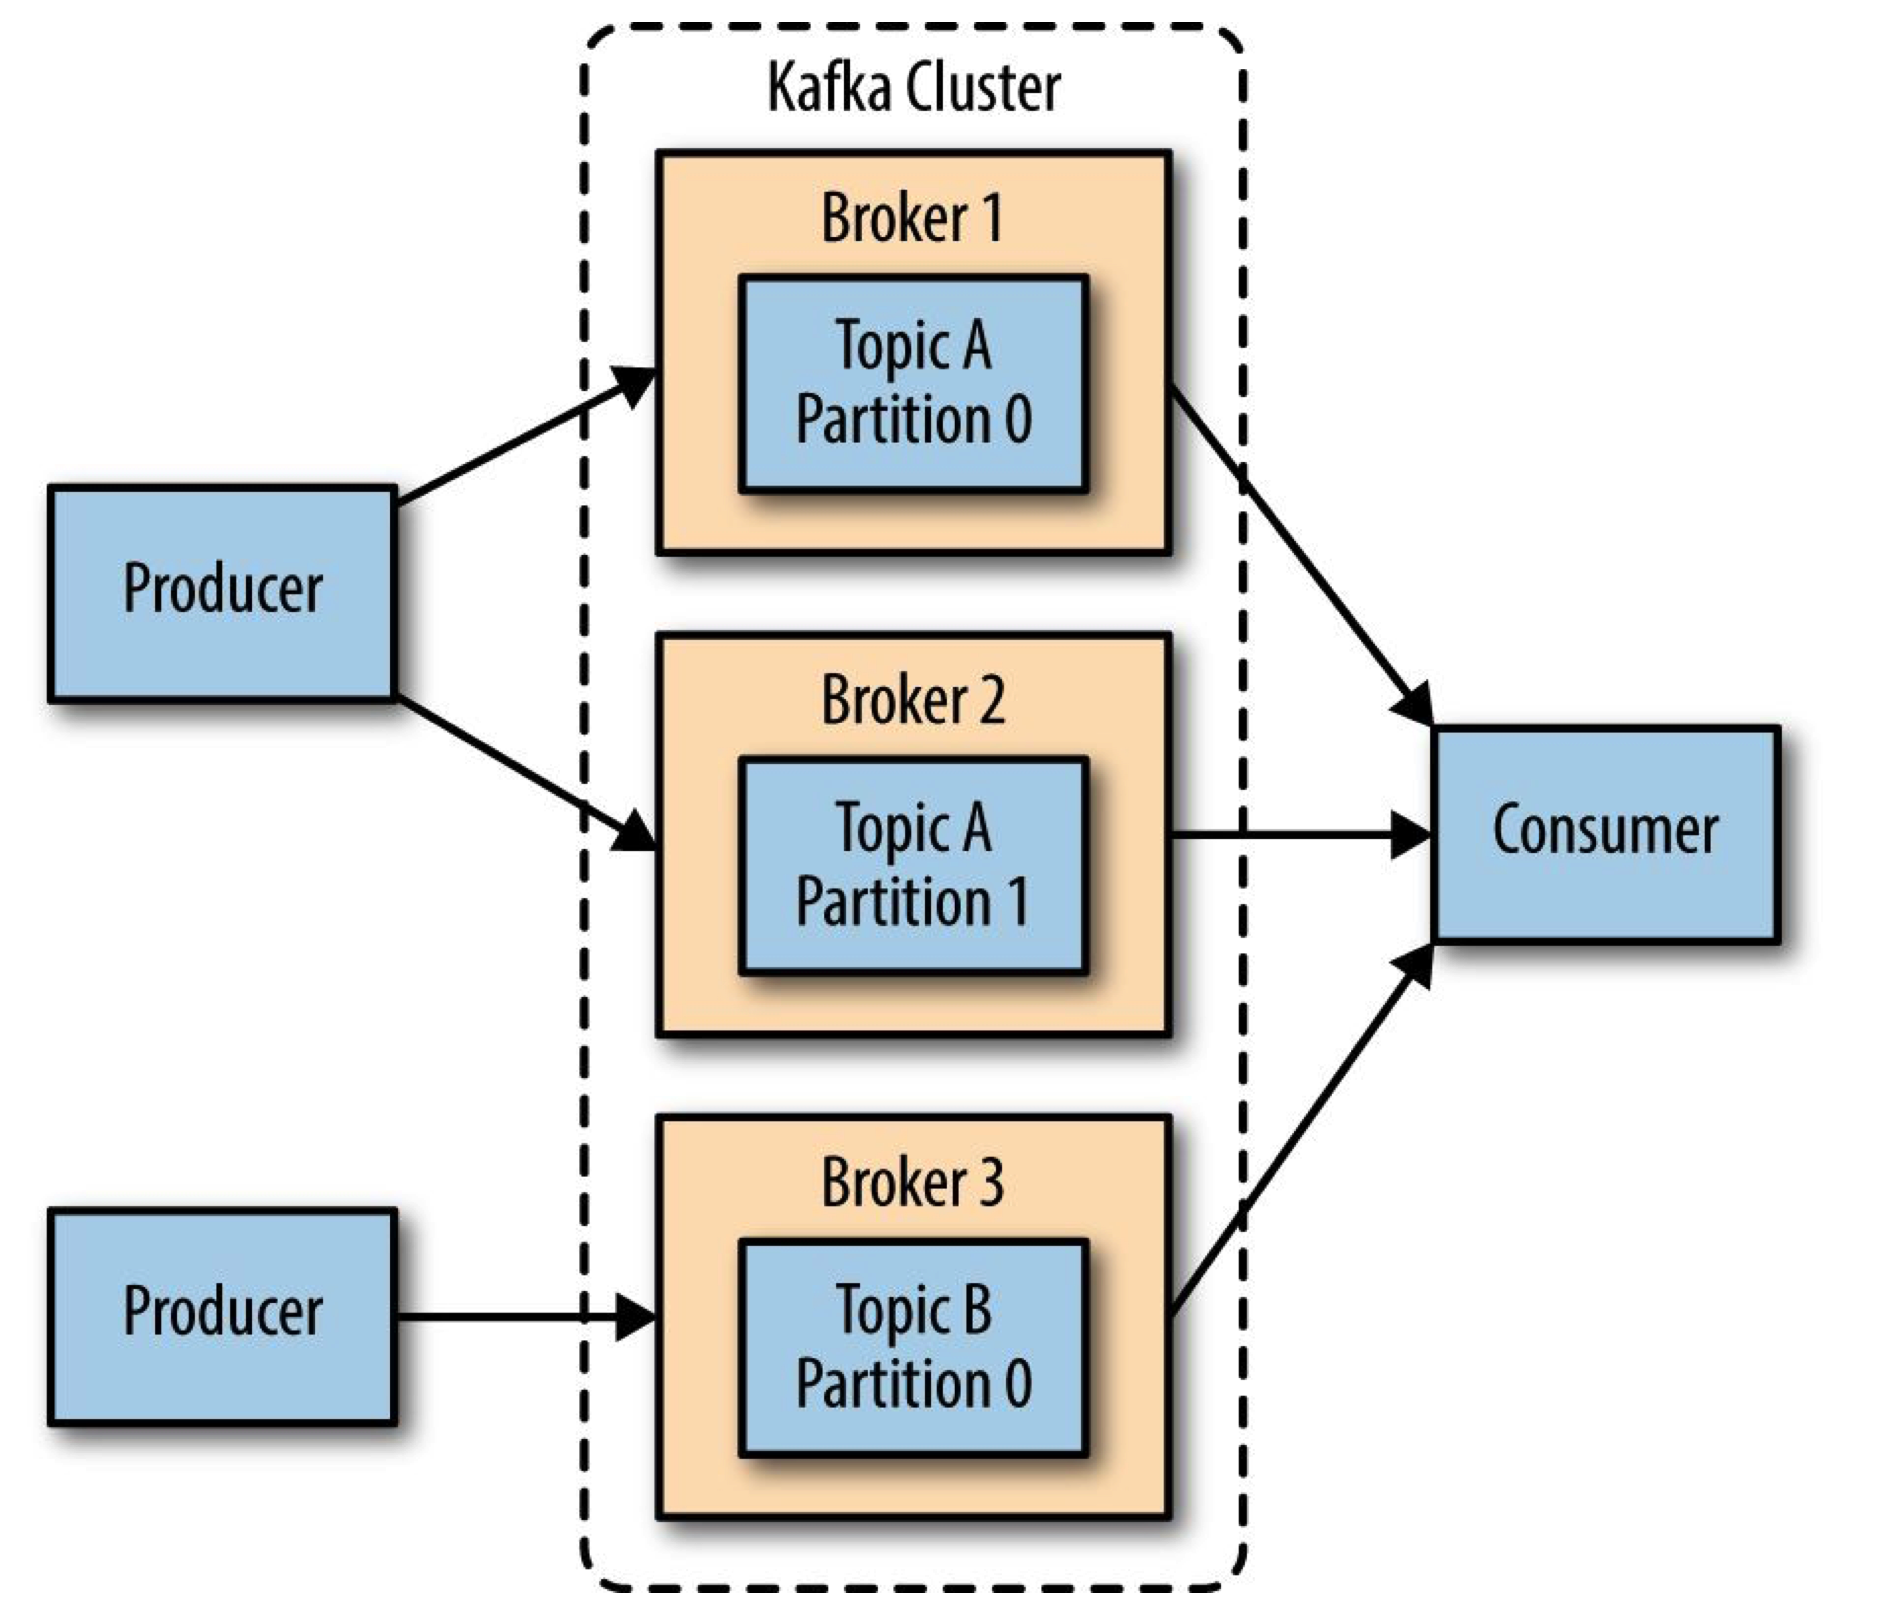 Kafka Cluster
Broker 1
Topic A
Partition 0
Producer
Broker 2
Topic A
Partition 1
Consumer
Broker 3
Topic B
Partition 0
Producer